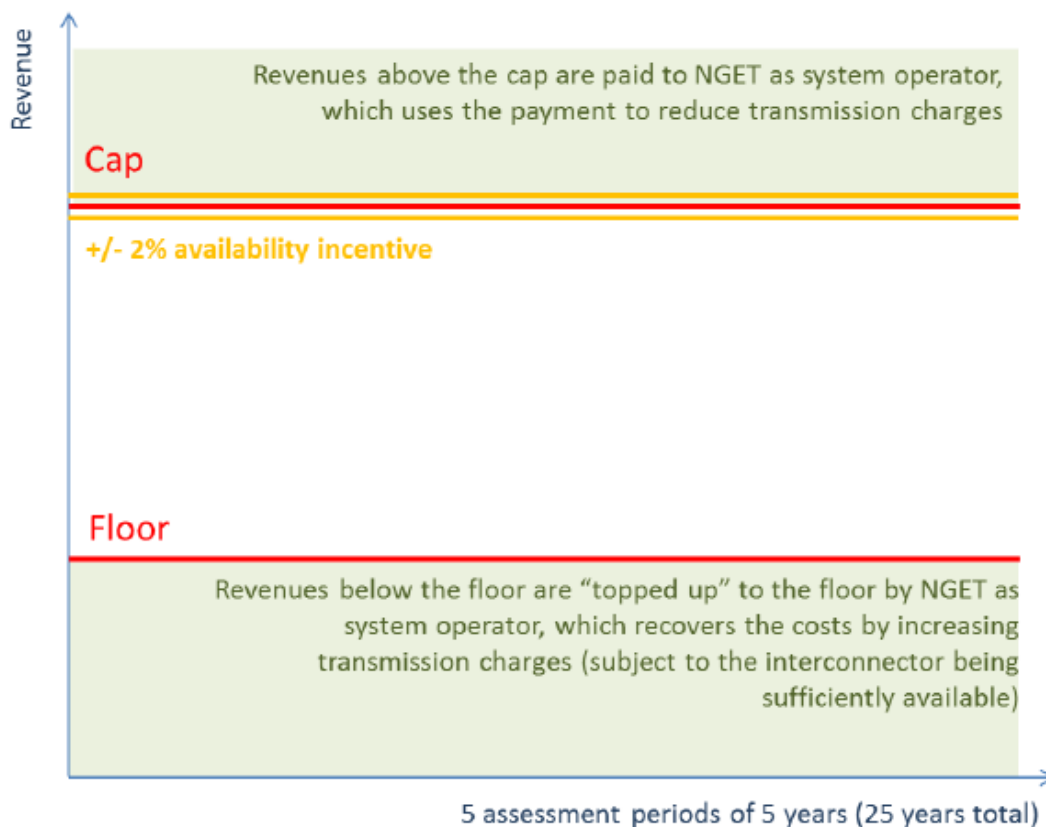 Revenue
Revenues above the cap are paid to NGET as system operator,
which uses the payment to reduce transmission charges
Cap
+/- 2% availability incentive
Floor
Revenues below the floor are “topped up” to the floor by NGET as
system operator, which recovers the costs by increasing
transmission charges (subject to the interconnector being
sufficiently available)
5 assessment periods of 5 years (25 years total)